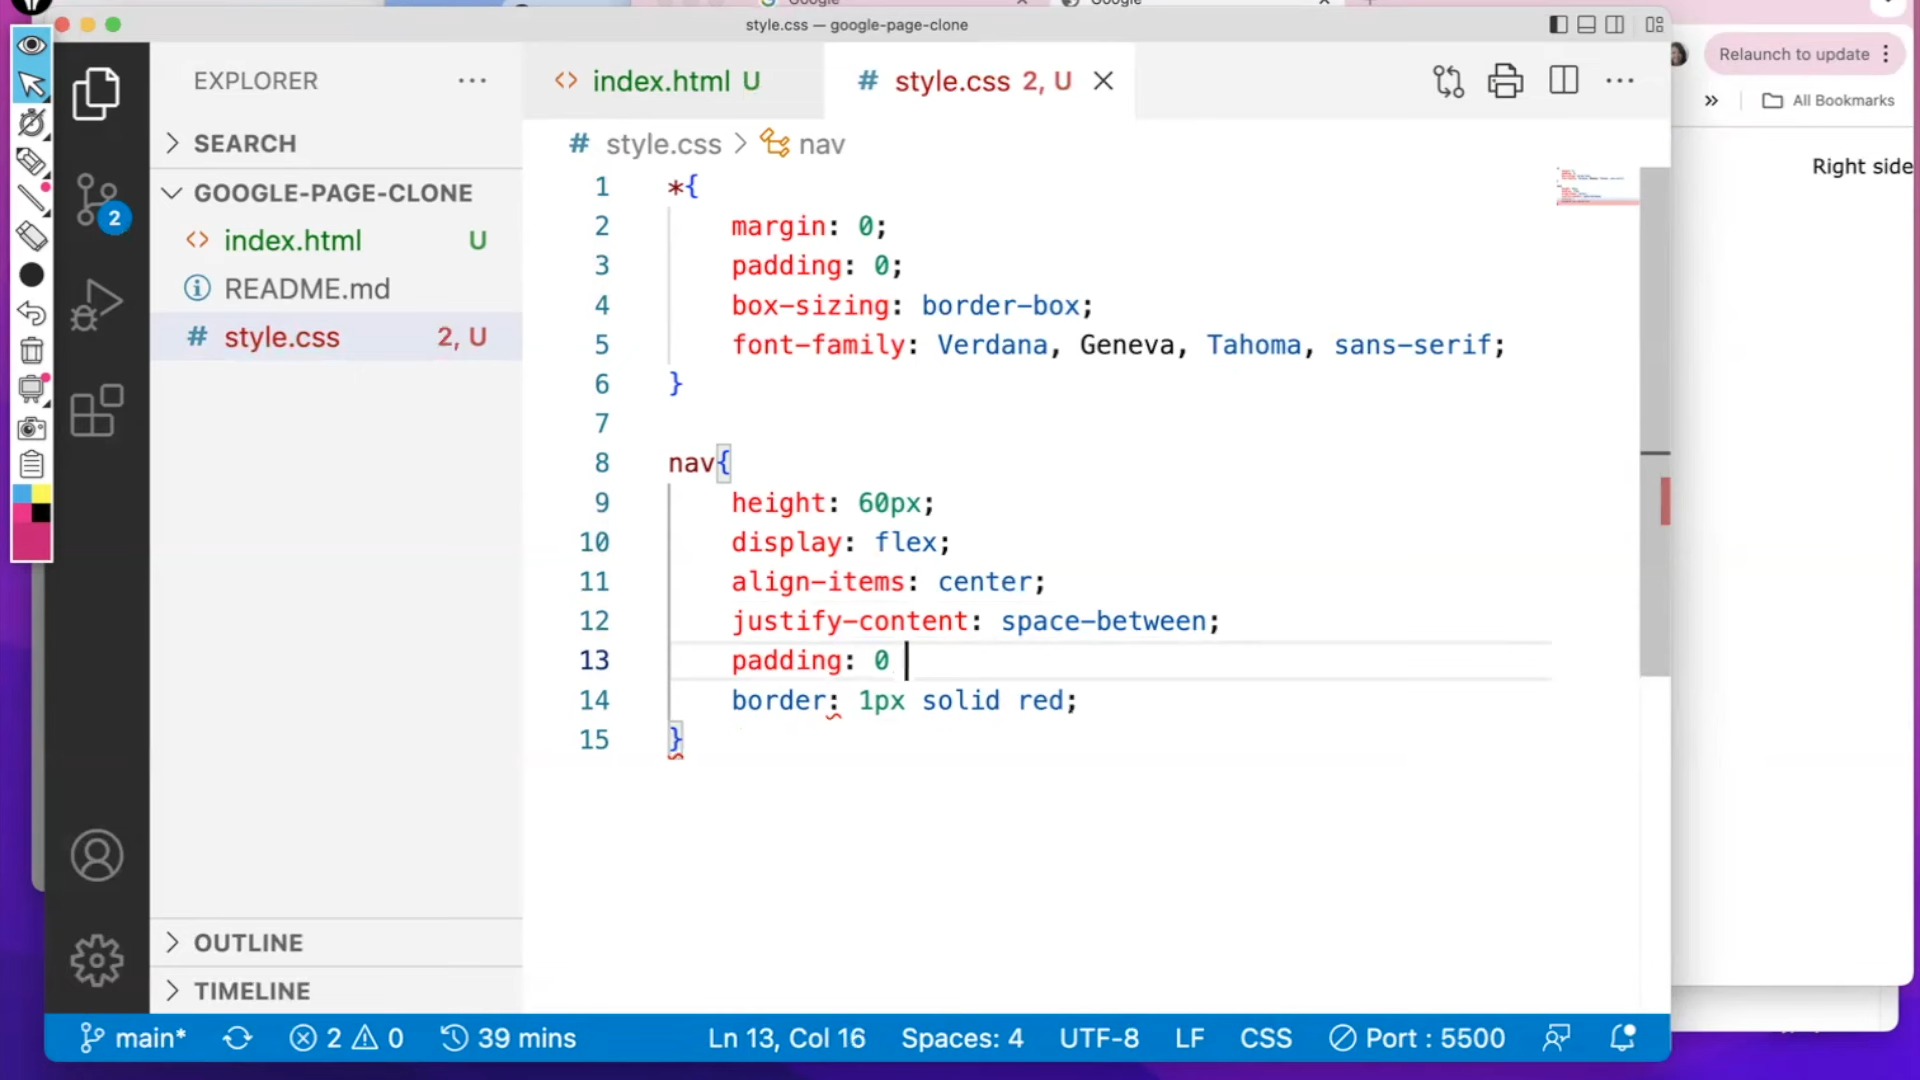 Google
Google
style.css — google-page-clone
Relaunch to update
All Bookmarks
Right side
EXPLORER
SEARCH
GOOGLE-PAGE-CLONE
index.html U
README.md
style.css 2, U
OUTLINE
TIMELINE
index.html U
style.css 2, U
style.css > nav
1 *{
2 margin: 0;
3 padding: 0;
4 box-sizing: border-box;
5 font-family: Verdana, Geneva, Tahoma, sans-serif;
6 }
7
8 nav{
9 height: 60px;
10 display: flex;
11 align-items: center;
12 justify-content: space-between;
13 padding: 0
14 border: 1px solid red;
15 }
2
main* 2 0 39 mins Ln 13, Col 16 Spaces: 4 UTF-8 LF CSS Port : 5500